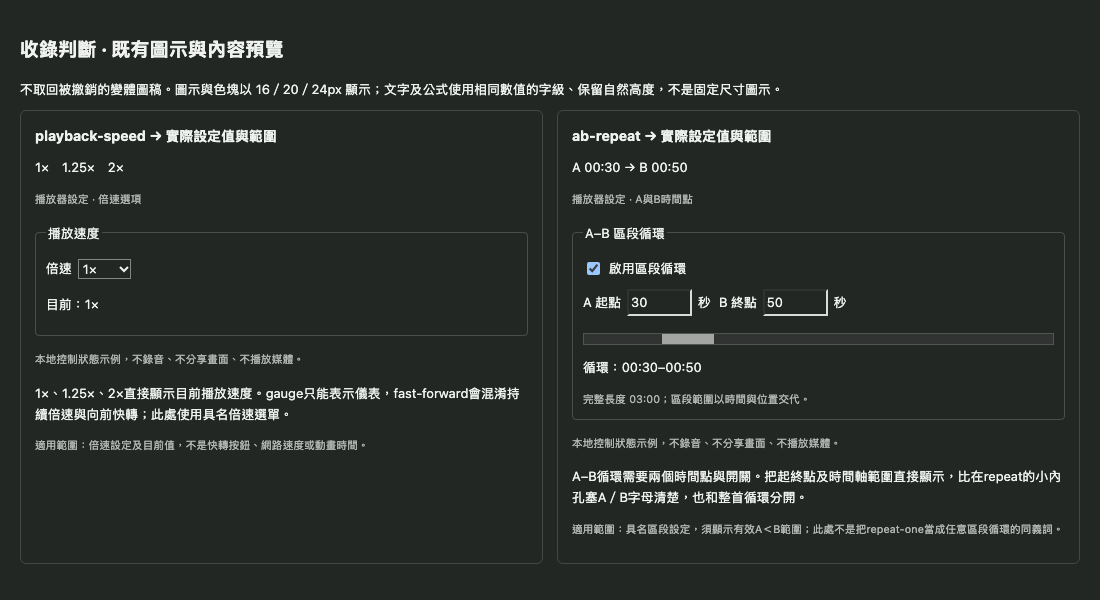 收錄判斷 · 既有圖示與內容預覽
不取回被撤銷的變體圖稿。圖示與色塊以 16 / 20 / 24px 顯示；文字及公式使用相同數值的字級、保留自然高度，不是固定尺寸圖示。
playback-speed → 實際設定值與範圍
1× 1.25× 2×
播放器設定 · 倍速選項
播放速度
倍速 1×
目前：1×
本地控制狀態示例，不錄音、不分享畫面、不播放媒體。
1×、1.25×、2×直接顯示目前播放速度。gauge只能表示儀表，fast-forward會混淆持
續倍速與向前快轉；此處使用具名倍速選單。
適用範圍：倍速設定及目前值，不是快轉按鈕、網路速度或動畫時間。
ab-repeat → 實際設定值與範圍
A 00:30 → B 00:50
播放器設定 · A與B時間點
A–B 區段循環
啟用區段循環
A 起點 30 秒 B 終點 50 秒
循環：00:30–00:50
完整長度 03:00；區段範圍以時間與位置交代。
本地控制狀態示例，不錄音、不分享畫面、不播放媒體。
A–B循環需要兩個時間點與開關。把起終點及時間軸範圍直接顯示，比在repeat的小內
孔塞A / B字母清楚，也和整首循環分開。
適用範圍：具名區段設定，須顯示有效A＜B範圍；此處不是把repeat-one當成任意區段循環的同義詞。